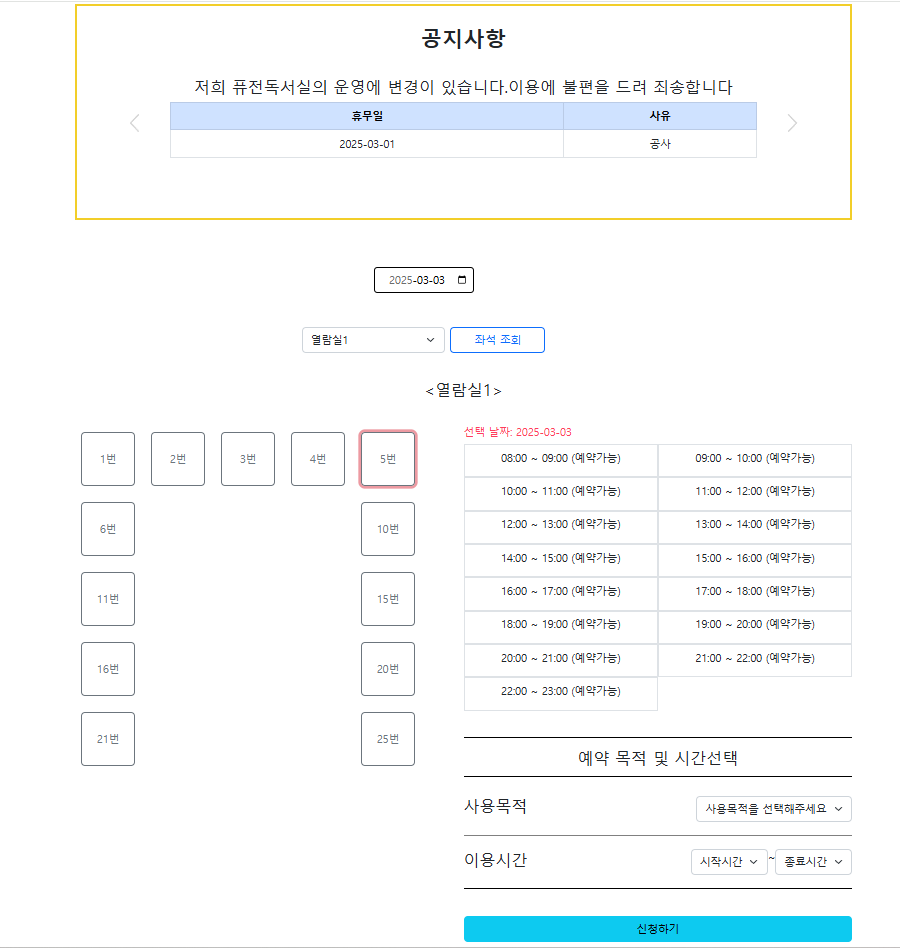 공지사항
저희 퓨전독서실의 운영에 변경이 있습니다.이용에 불편을 드려 죄송합니다
휴무일 사유
2025-03-01 공사
2025-03-03
열람실1 좌석 조회
<열람실1>
1번 2번 3번 4번 5번
6번 10번
11번 15번
16번 20번
21번 25번
선택 날짜: 2025-03-03
08:00 ~ 09:00 (예약가능) 09:00 ~ 10:00 (예약가능)
10:00 ~ 11:00 (예약가능) 11:00 ~ 12:00 (예약가능)
12:00 ~ 13:00 (예약가능) 13:00 ~ 14:00 (예약가능)
14:00 ~ 15:00 (예약가능) 15:00 ~ 16:00 (예약가능)
16:00 ~ 17:00 (예약가능) 17:00 ~ 18:00 (예약가능)
18:00 ~ 19:00 (예약가능) 19:00 ~ 20:00 (예약가능)
20:00 ~ 21:00 (예약가능) 21:00 ~ 22:00 (예약가능)
22:00 ~ 23:00 (예약가능)
예약 목적 및 시간선택
사용목적 사용목적을 선택해주세요
이용시간 시작시간 ~ 종료시간
신청하기